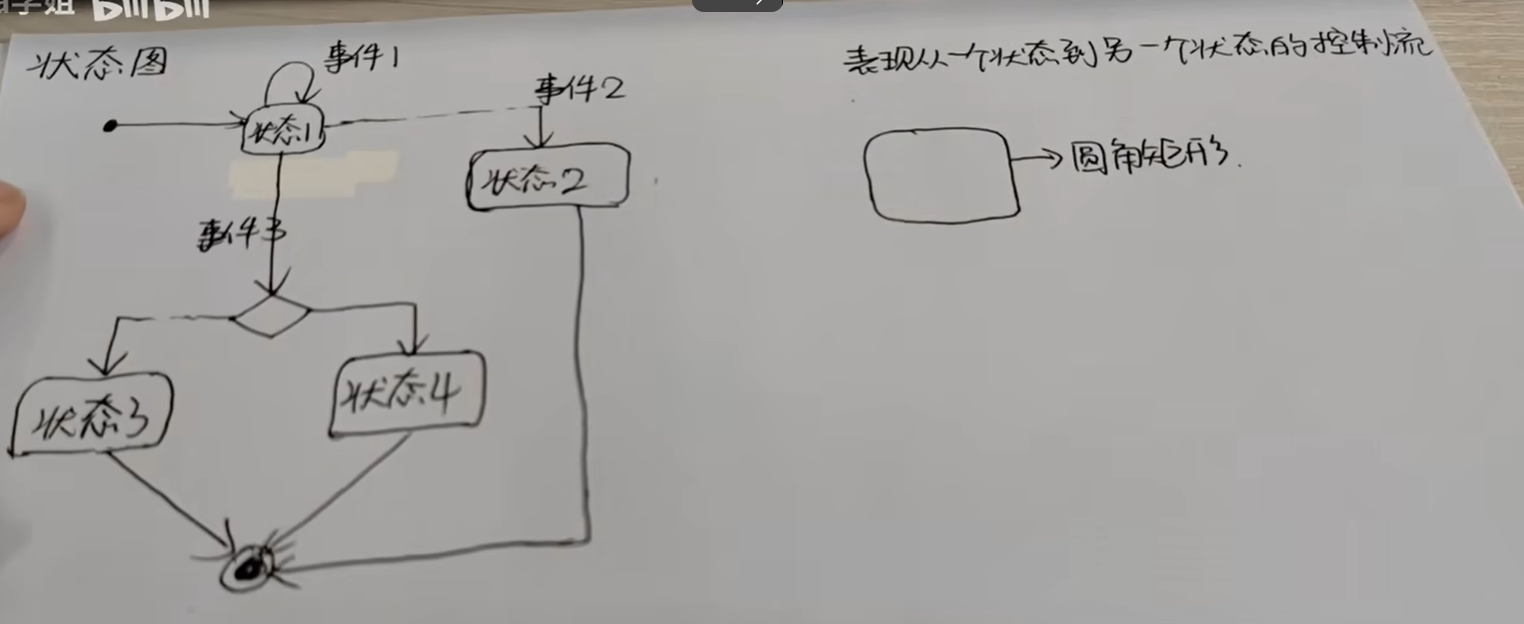 学姐 bilibili
状态图
事件1
表现从一个状态到另一个状态的控制流
事件2
状态1
状态2
圆角矩形.
事件3
状态3
状态4